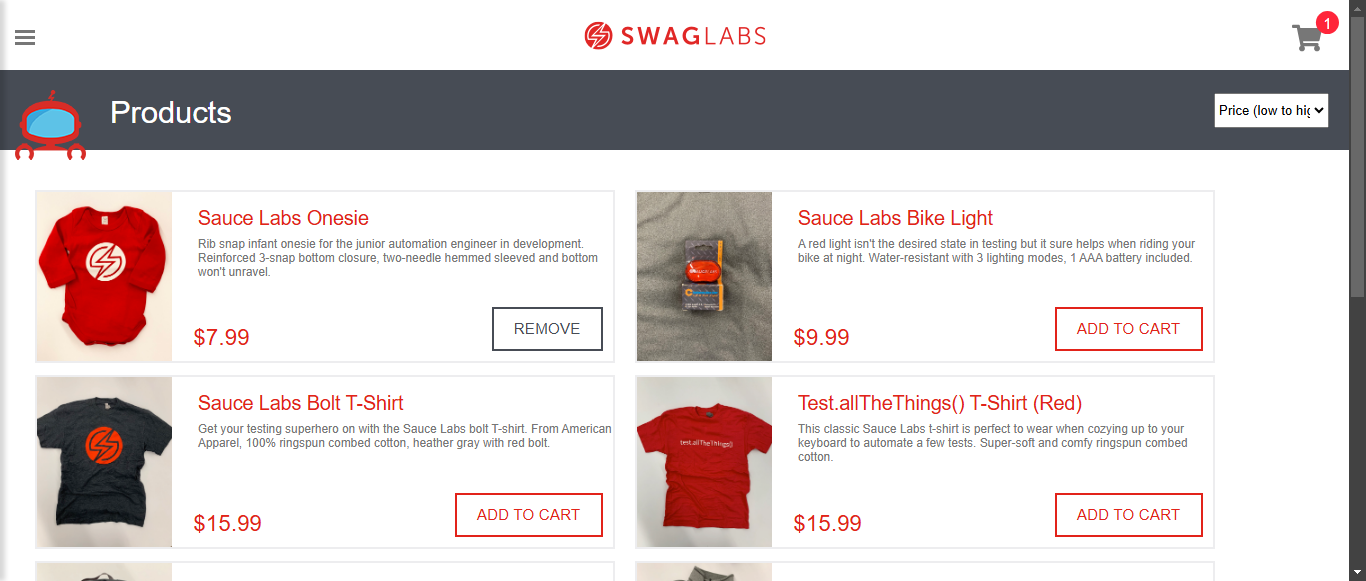 SWAGLABS
1
Products
Price (low to hig
Sauce Labs Onesie
Rib snap infant onesie for the junior automation engineer in development.
Reinforced 3-snap bottom closure, two-needle hemmed sleeved and bottom
won't unravel.
$7.99
REMOVE
Sauce Labs Bike Light
A red light isn't the desired state in testing but it sure helps when riding your
bike at night. Water-resistant with 3 lighting modes, 1 AAA battery included.
$9.99
ADD TO CART
Sauce Labs Bolt T-Shirt
Get your testing superhero on with the Sauce Labs bolt T-shirt. From American
Apparel, 100% ringspun combed cotton, heather gray with red bolt.
$15.99
ADD TO CART
test.allTheThings()
Test.allTheThings() T-Shirt (Red)
This classic Sauce Labs t-shirt is perfect to wear when cozying up to your
keyboard to automate a few tests. Super-soft and comfy ringspun combed
cotton.
$15.99
ADD TO CART